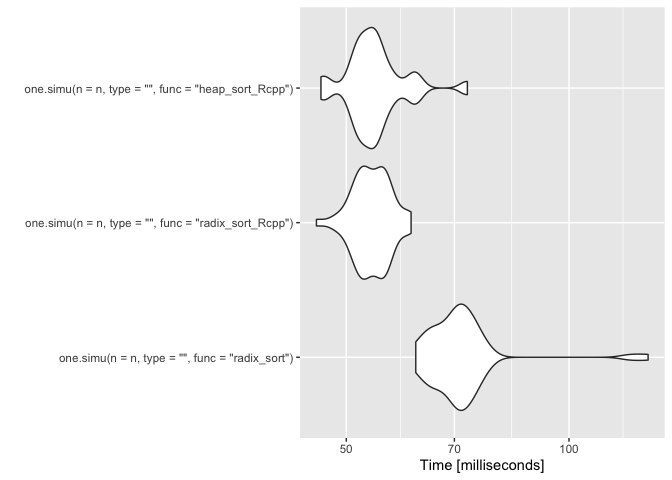 one.simu(n = n, type = "", func = "heap_sort_Rcpp")
one.simu(n = n, type = "", func = "radix_sort_Rcpp")
one.simu(n = n, type = "", func = "radix_sort")
50 70 100
Time [milliseconds]